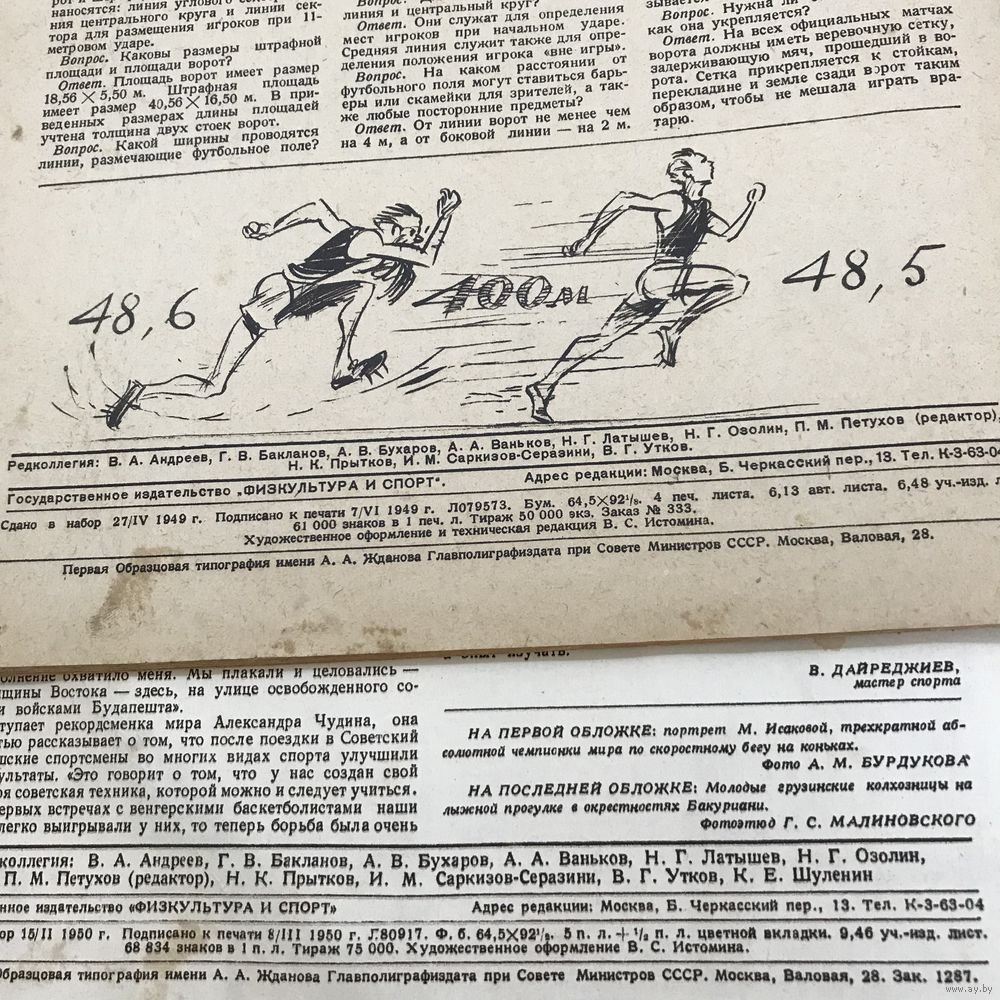 наносятся: линия углового
ния центрального круга и линии сек-
тора для размещения игроков при 11-
метровом ударе.
Вопрос. Каковы размеры штрафной
площади и площади ворот?
Ответ. Площадь ворот имеет размер
18,56 × 5,50 м. Штрафная площадь
имеет размер 40,56 × 16,50 м. В при-
веденных размерах длины площадей
учтена толщина двух стоек ворот.
Вопрос. Какой ширины проводятся
линии, размечающие футбольное поле?
линия и центральный круг?
Ответ. Они служат для определения
мест игроков при начальном ударе.
Средняя линия служит также для опре-
деления положения игрока «вне игры».
Вопрос. На каком расстоянии от
футбольного поля могут ставиться барь-
еры или скамейки для зрителей, а так-
же любые посторонние предметы?
Ответ. От линии ворот не менее чем
на 4 м, а от боковой линии — на 2 м.
Вопрос. Нужна ли
как она укрепляется?
Ответ. На всех официальных матчах
ворота должны иметь веревочную сетку,
задерживающую мяч, прошедший в во-
рота. Сетка прикрепляется к стойкам,
перекладине и земле сзади ворот таким
образом, чтобы не мешала играть вра-
тарю.
48,6
400 м
48,5
Редколлегия: В. А. Андреев, Г. В. Бакланов, А. В. Бухаров, А. А. Ваньков, Н. Г. Латышев, Н. Г. Озолин, П. М. Петухов (редактор),
Н. К. Прытков, И. М. Саркизов-Серазини, В. Г. Утков.
Государственное издательство „ФИЗКУЛЬТУРА И СПОРТ“. Адрес редакции: Москва, Б. Черкасский пер., 13. Тел. К-3-63-04
Сдано в набор 27/IV 1949 г. Подписано к печати 7/VI 1949 г. Л079573. Бум. 64,5×92¹/₈. 4 печ. листа. 6,13 авт. листа. 6,48 уч.-изд. л
61 000 знаков в 1 печ. л. Тираж 50 000 экз. Заказ № 333.
Художественное оформление и техническая редакция В. С. Истомина.
Первая Образцовая типография имени А. А. Жданова Главполиграфиздата при Совете Министров СССР. Москва, Валовая, 28.
олнение охватило меня. Мы плакали и целовались —
щины Востока — здесь, на улице освобожденного со-
и войсками Будапешта».
тупает рекордсменка мира Александра Чудина, она
тью рассказывает о том, что после поездки в Советский
шские спортсмены во многих видах спорта улучшили
ультаты. «Это говорит о том, что у нас создан свой
оя советская техника, которой можно и следует учиться.
ервых встречах с венгерскими баскетболистами наши
легко выигрывали у них, то теперь борьба была очень
изучать.
В. ДАЙРЕДЖИЕВ,
мастер спорта
НА ПЕРВОЙ ОБЛОЖКЕ: портрет М. Исаковой, трехкратной аб-
солютной чемпионки мира по скоростному бегу на коньках.
Фото А. М. БУРДУКОВА
НА ПОСЛЕДНЕЙ ОБЛОЖКЕ: Молодые грузинские колхозницы на
лыжной прогулке в окрестностях Бакуриани.
Фотоэтюд Г. С. МАЛИНОВСКОГО
коллегия: В. А. Андреев, Г. В. Бакланов, А. В. Бухаров, А. А. Ваньков, Н. Г. Латышев, Н. Г. Озолин,
П. М. Петухов (редактор), Н. К. Прытков, И. М. Саркизов-Серазини, В. Г. Утков, К. Е. Шуленин
нное издательство «ФИЗКУЛЬТУРА И СПОРТ» Адрес редакции: Москва, Б. Черкасский пер., 13. Тел. К-3-63-04
ор 15/II 1950 г. Подписано к печати 8/III 1950 г. Л80917. Ф. б. 64,5×92¹/₈. 5 п. л. + ¹/₂ п. л. цветной вкладки. 9,46 уч.-изд. лист.
68 834 знаков в 1 п. л. Тираж 75 000. Художественное оформление В. С. Истомина.
Образцовая типография имени А. А. Жданова Главполиграфиздата при Совете Министров СССР. Москва, Валовая, 28. Зак. 1287.
www.ay.by